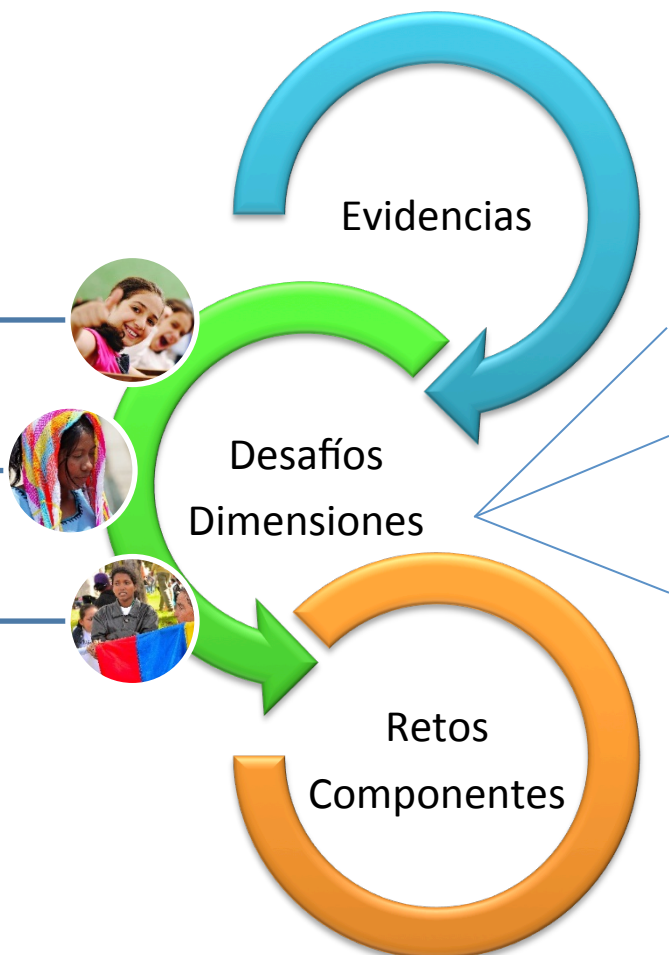 Evidencias
Desafíos
Dimensiones
Retos
Componentes